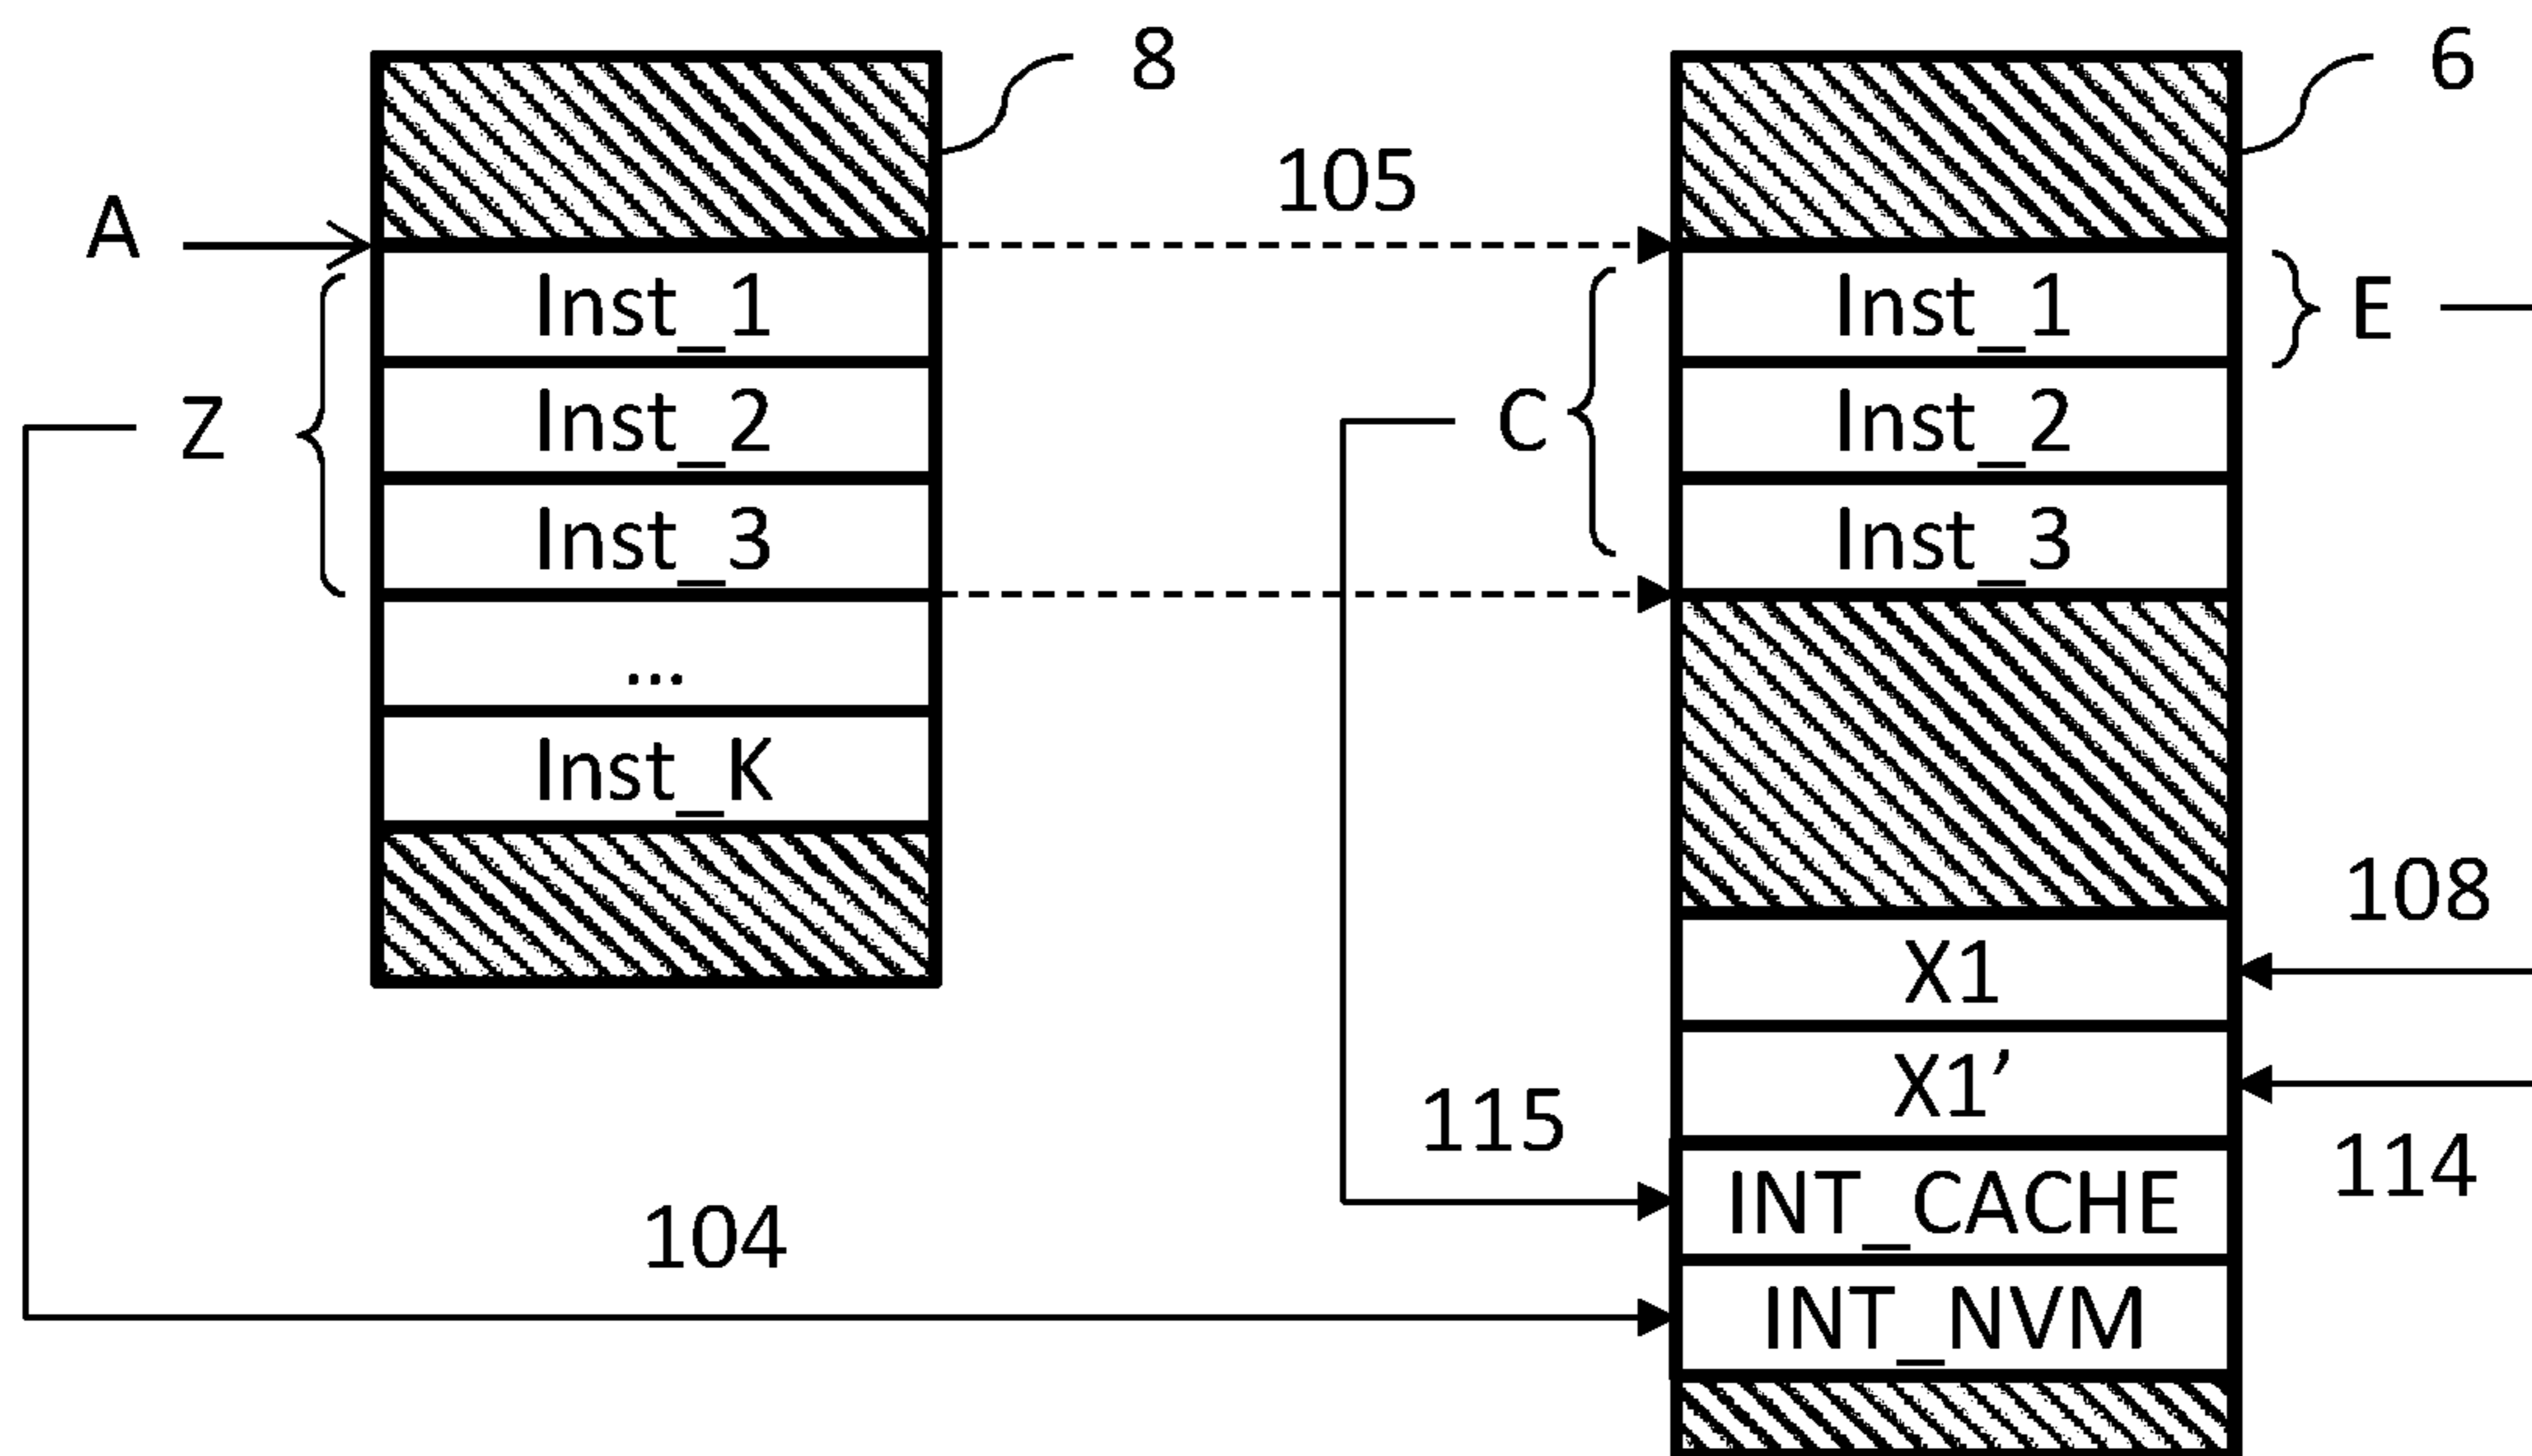 8
6
105
A
Inst_1
Inst_1
E
Z
Inst_2
C
Inst_2
Inst_3
Inst_3
...
Inst_K
108
X1
X1’
115
114
INT_CACHE
104
INT_NVM